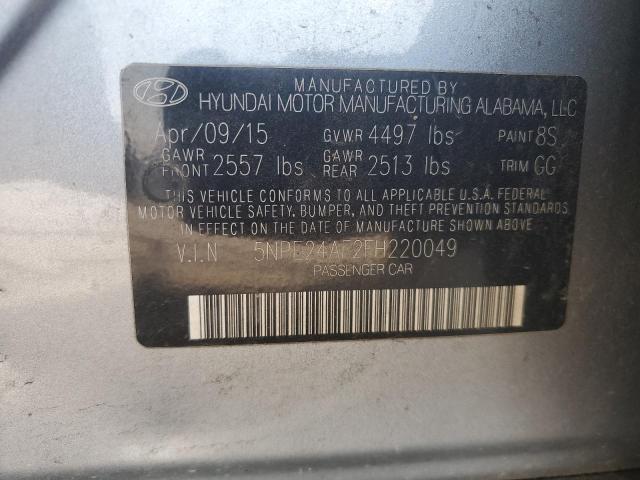 MANUFACTURED BY
HYUNDAI MOTOR MANUFACTURING ALABAMA, LLC
Apr/09/15 GVWR 4497 lbs PAINT 8S
GAWR FRONT 2557 lbs GAWR REAR 2513 lbs TRIM GG
THIS VEHICLE CONFORMS TO ALL APPLICABLE U.S.A. FEDERAL
MOTOR VEHICLE SAFETY, BUMPER, AND THEFT PREVENTION STANDARDS
IN EFFECT ON THE DATE OF MANUFACTURE SHOWN ABOVE
V.I.N 5NPE24AF2FH220049
PASSENGER CAR